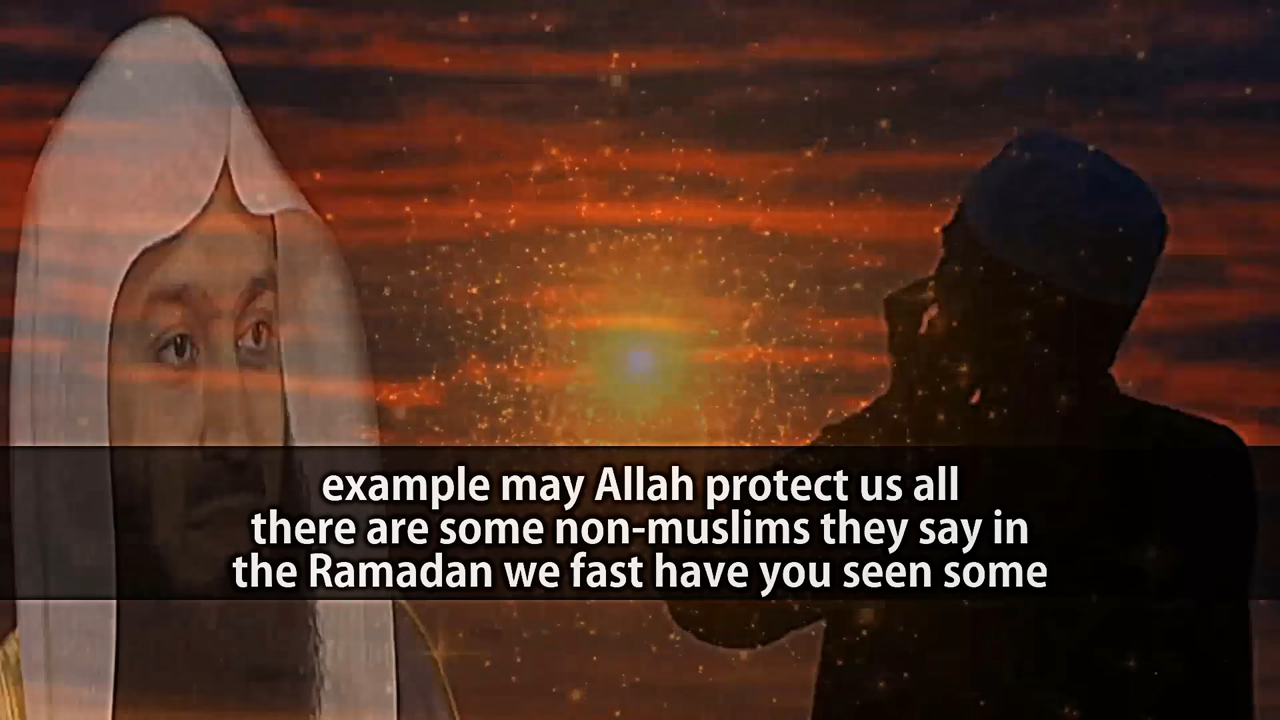 example may Allah protect us all
there are some non-muslims they say in
the Ramadan we fast have you seen some